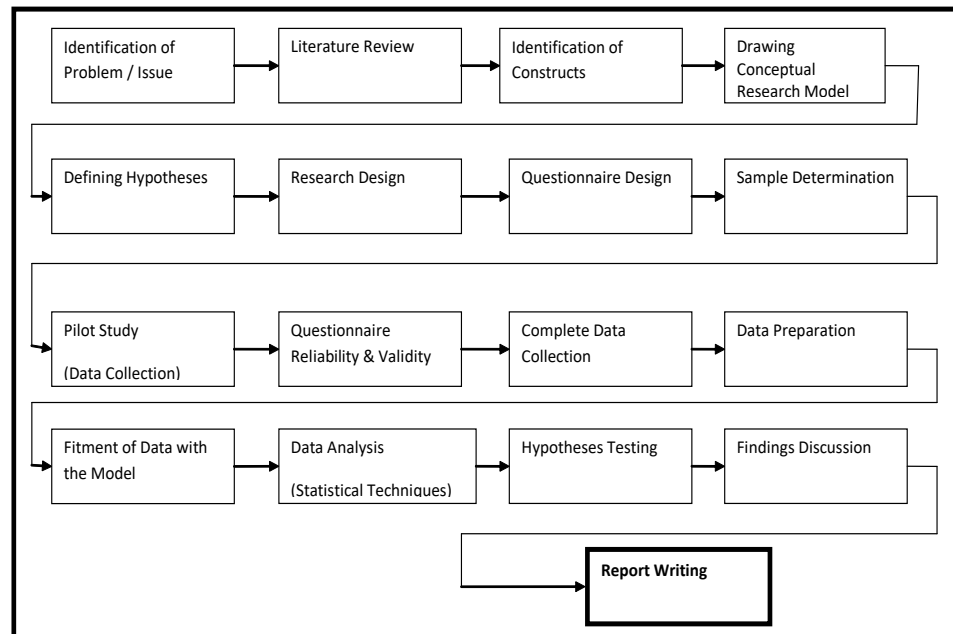 Identification of
Problem / Issue
Literature Review
Identification of
Constructs
Drawing
Conceptual
Research Model
Defining Hypotheses
Research Design
Questionnaire Design
Sample Determination
Pilot Study
(Data Collection)
Questionnaire
Reliability & Validity
Complete Data
Collection
Data Preparation
Fitment of Data with
the Model
Data Analysis
(Statistical Techniques)
Hypotheses Testing
Findings Discussion
Report Writing